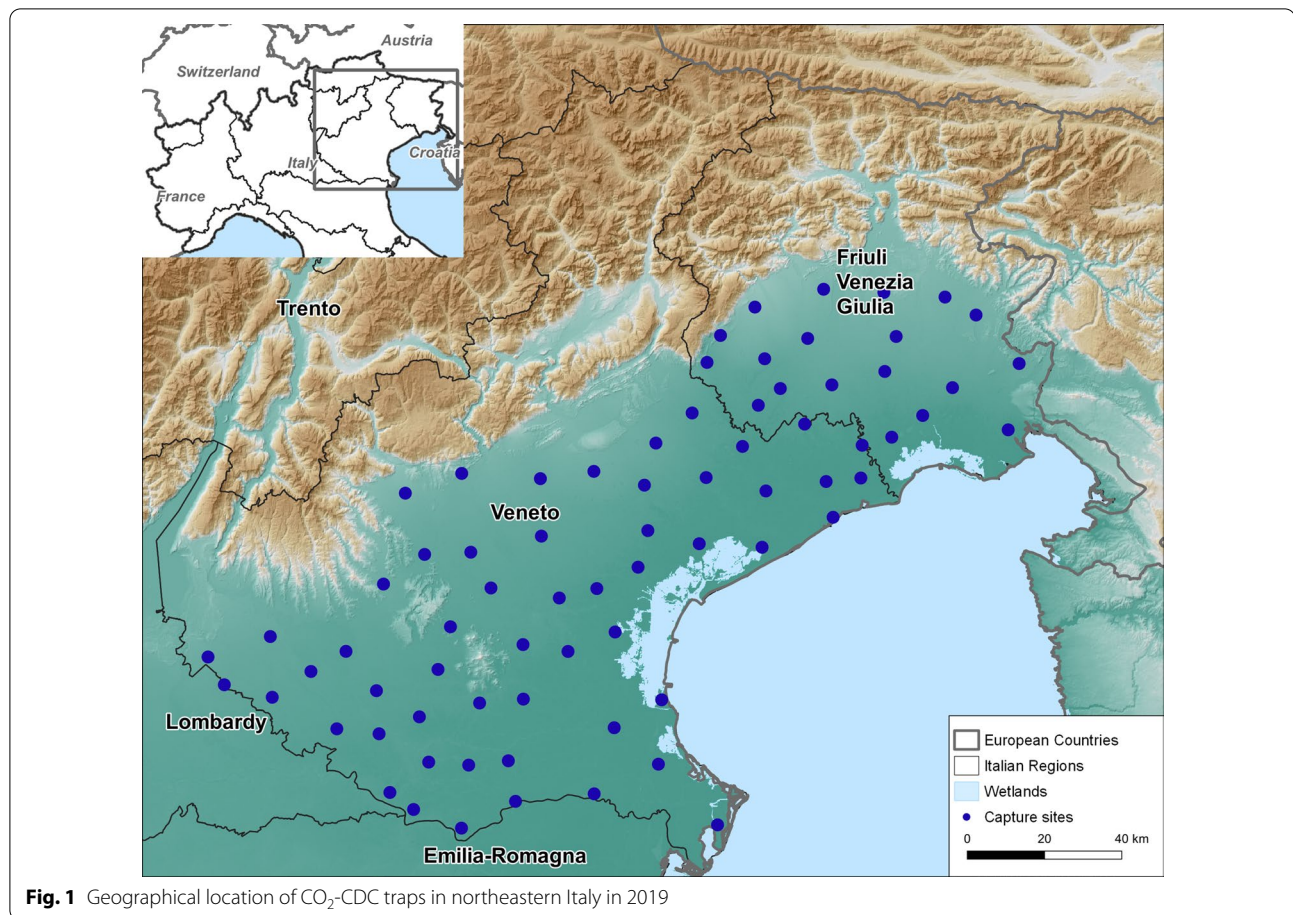 Austria
Switzerland
Croatia
Italy
France
Friuli
Venezia
Giulia
Trento
Veneto
Lombardy
Emilia-Romagna
European Countries
Italian Regions
Wetlands
Capture sites
0 20 40 km
Fig. 1 Geographical location of CO₂-CDC traps in northeastern Italy in 2019